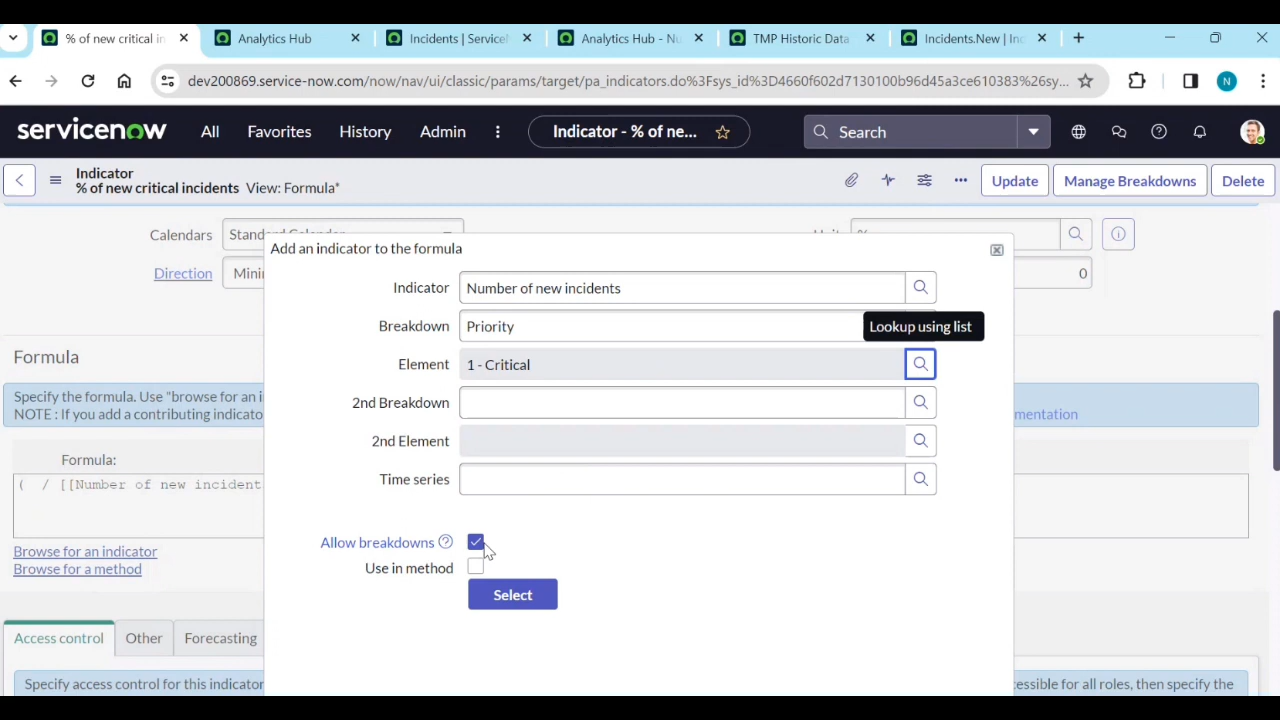 % of new critical in
Analytics Hub
Incidents | Service
Analytics Hub - Nu
TMP Historic Data
Incidents.New | Inc
dev200869.service-now.com/now/nav/ui/classic/params/target/pa_indicators.do%3Fsys_id%3D4660f602d7130100b96d45a3ce610383%26sy...
N
servicenow
All
Favorites
History
Admin
Indicator - % of ne...
Search
Indicator
% of new critical incidents View: Formula*
Update
Manage Breakdowns
Delete
Calendars
%
Direction
0
Add an indicator to the formula
Indicator
Number of new incidents
Breakdown
Priority
Lookup using list
Element
1 - Critical
2nd Breakdown
2nd Element
Time series
Allow breakdowns
Use in method
Select
Formula
Specify the formula. Use "browse for an i
NOTE : If you add a contributing indicato
mentation
Formula:
( / [[Number of new incident
Browse for an indicator
Browse for a method
Access control
Other
Forecasting
Specify access control for this indicator
essible for all roles, then specify the